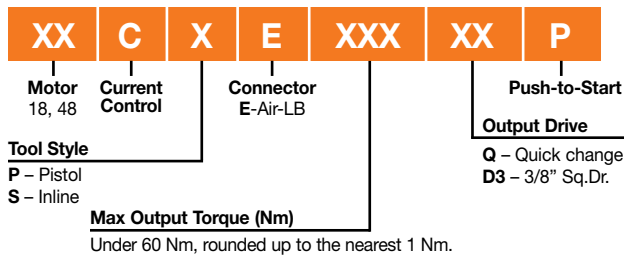 XX C X E XXX XX P
Motor
18, 48
Current
Control
Connector
E-Air-LB
Push-to-Start
Output Drive
Q – Quick change
D3 – 3/8” Sq.Dr.
Tool Style
P – Pistol
S – Inline
Max Output Torque (Nm)
Under 60 Nm, rounded up to the nearest 1 Nm.